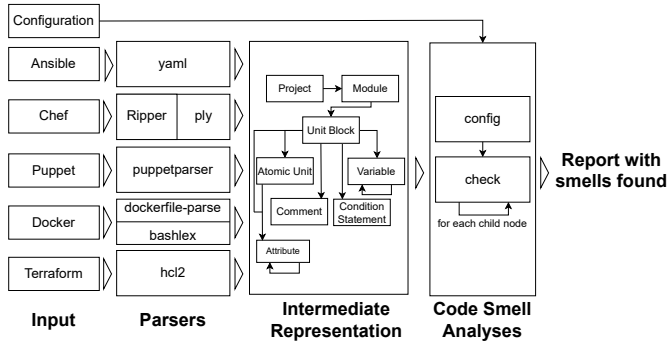 Configuration
Ansible
yaml
Chef
Ripper
ply
Puppet
puppetparser
Docker
dockerfile-parse
bashlex
Terraform
hcl2
Project
Module
Unit Block
Atomic Unit
Variable
Comment
Condition
Statement
Attribute
config
check
for each child node
Report with
smells found
Input
Parsers
Intermediate
Representation
Code Smell
Analyses